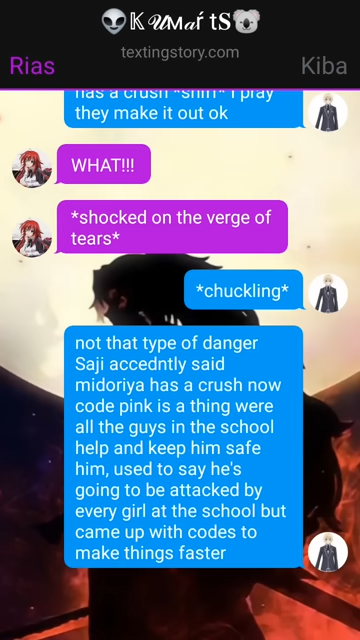 👽𝕂 𝓤мαŕ tS🐨
textingstory.com
Rias
Kiba
has a crush *sniff* I pray
they make it out ok
WHAT!!!
*shocked on the verge of
tears*
*chuckling*
not that type of danger
Saji accedntly said
midoriya has a crush now
code pink is a thing were
all the guys in the school
help and keep him safe
him, used to say he's
going to be attacked by
every girl at the school but
came up with codes to
make things faster